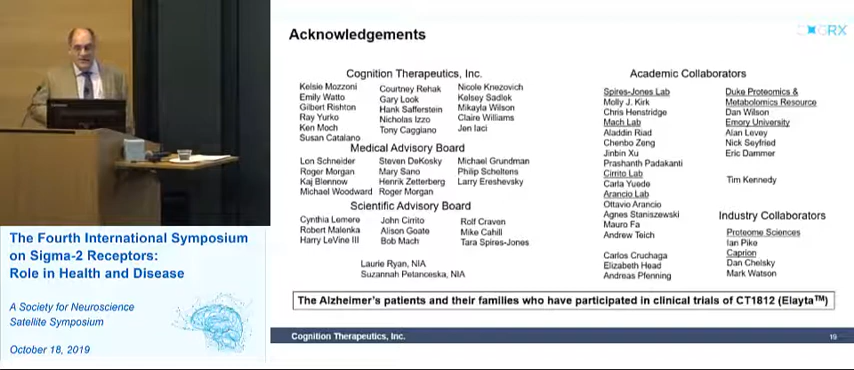 Acknowledgements
COGRX
Cognition Therapeutics, Inc.
Kelsie Mozzoni
Emily Watto
Gilbert Rishton
Ray Yurko
Ken Moch
Susan Catalano
Courtney Rehak
Gary Look
Hank Safferstein
Nicholas Izzo
Tony Caggiano
Nicole Knezovich
Kelsey Sadlek
Mikayla Wilson
Claire Williams
Jen Iaci
Medical Advisory Board
Lon Schneider
Roger Morgan
Kaj Blennow
Michael Woodward
Steven DeKosky
Mary Sano
Henrik Zetterberg
Roger Morgan
Michael Grundman
Philip Scheltens
Larry Ereshevsky
Scientific Advisory Board
Cynthia Lemere
Robert Malenka
Harry LeVine III
John Cirrito
Alison Goate
Bob Mach
Rolf Craven
Mike Cahill
Tara Spires-Jones
Laurie Ryan, NIA
Suzannah Petanceska, NIA
Academic Collaborators
Spires-Jones Lab
Molly J. Kirk
Chris Henstridge
Mach Lab
Aladdin Riad
Chenbo Zeng
Jinbin Xu
Prashanth Padakanti
Cirrito Lab
Carla Yuede
Arancio Lab
Ottavio Arancio
Agnes Staniszewski
Mauro Fa
Andrew Teich
Carlos Cruchaga
Elizabeth Head
Andreas Pfenning
Duke Proteomics &
Metabolomics Resource
Dan Wilson
Emory University
Alan Levey
Nick Seyfried
Eric Dammer
Tim Kennedy
Industry Collaborators
Proteome Sciences
Ian Pike
Caprion
Dan Chelsky
Mark Watson
The Alzheimer's patients and their families who have participated in clinical trials of CT1812 (Elayta™)
Cognition Therapeutics, Inc.
19
The Fourth International Symposium
on Sigma-2 Receptors:
Role in Health and Disease
A Society for Neuroscience
Satellite Symposium
October 18, 2019